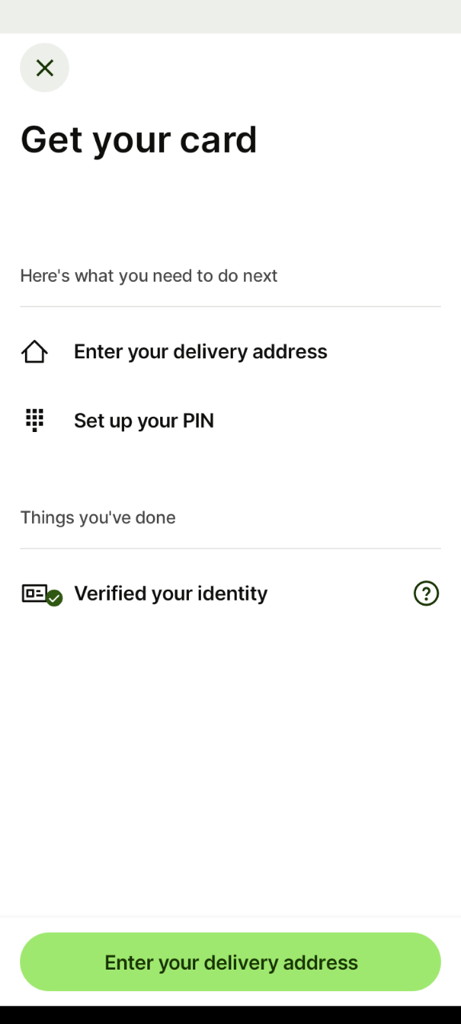 Get your card
Here's what you need to do next
Enter your delivery address
Set up your PIN
Things you've done
Verified your identity
Enter your delivery address